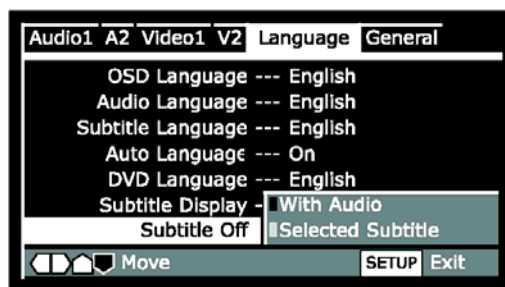 Audio1 A2 Video1 V2 Language General
OSD Language --- English
Audio Language --- English
Subtitle Language --- English
Auto Language --- On
DVD Language --- English
Subtitle Display - With Audio
Subtitle Off Selected Subtitle
Move SETUP Exit